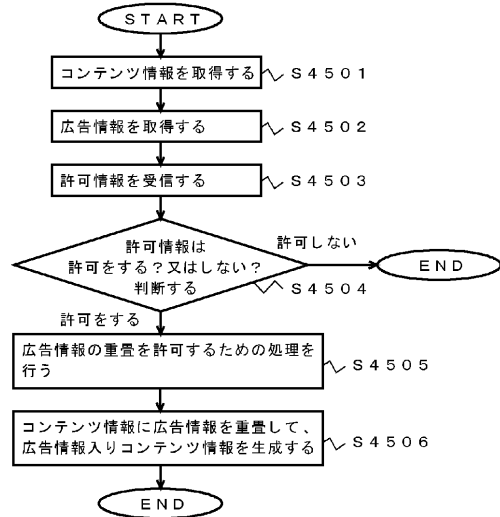 ＳＴＡＲＴ
コンテンツ情報を取得する
Ｓ４５０１
広告情報を取得する
Ｓ４５０２
許可情報を受信する
Ｓ４５０３
許可情報は
許可をする？又はしない？
判断する
Ｓ４５０４
許可しない
ＥＮＤ
許可をする
広告情報の重畳を許可するための処理を
行う
Ｓ４５０５
コンテンツ情報に広告情報を重畳して、
広告情報入りコンテンツ情報を生成する
Ｓ４５０６
ＥＮＤ